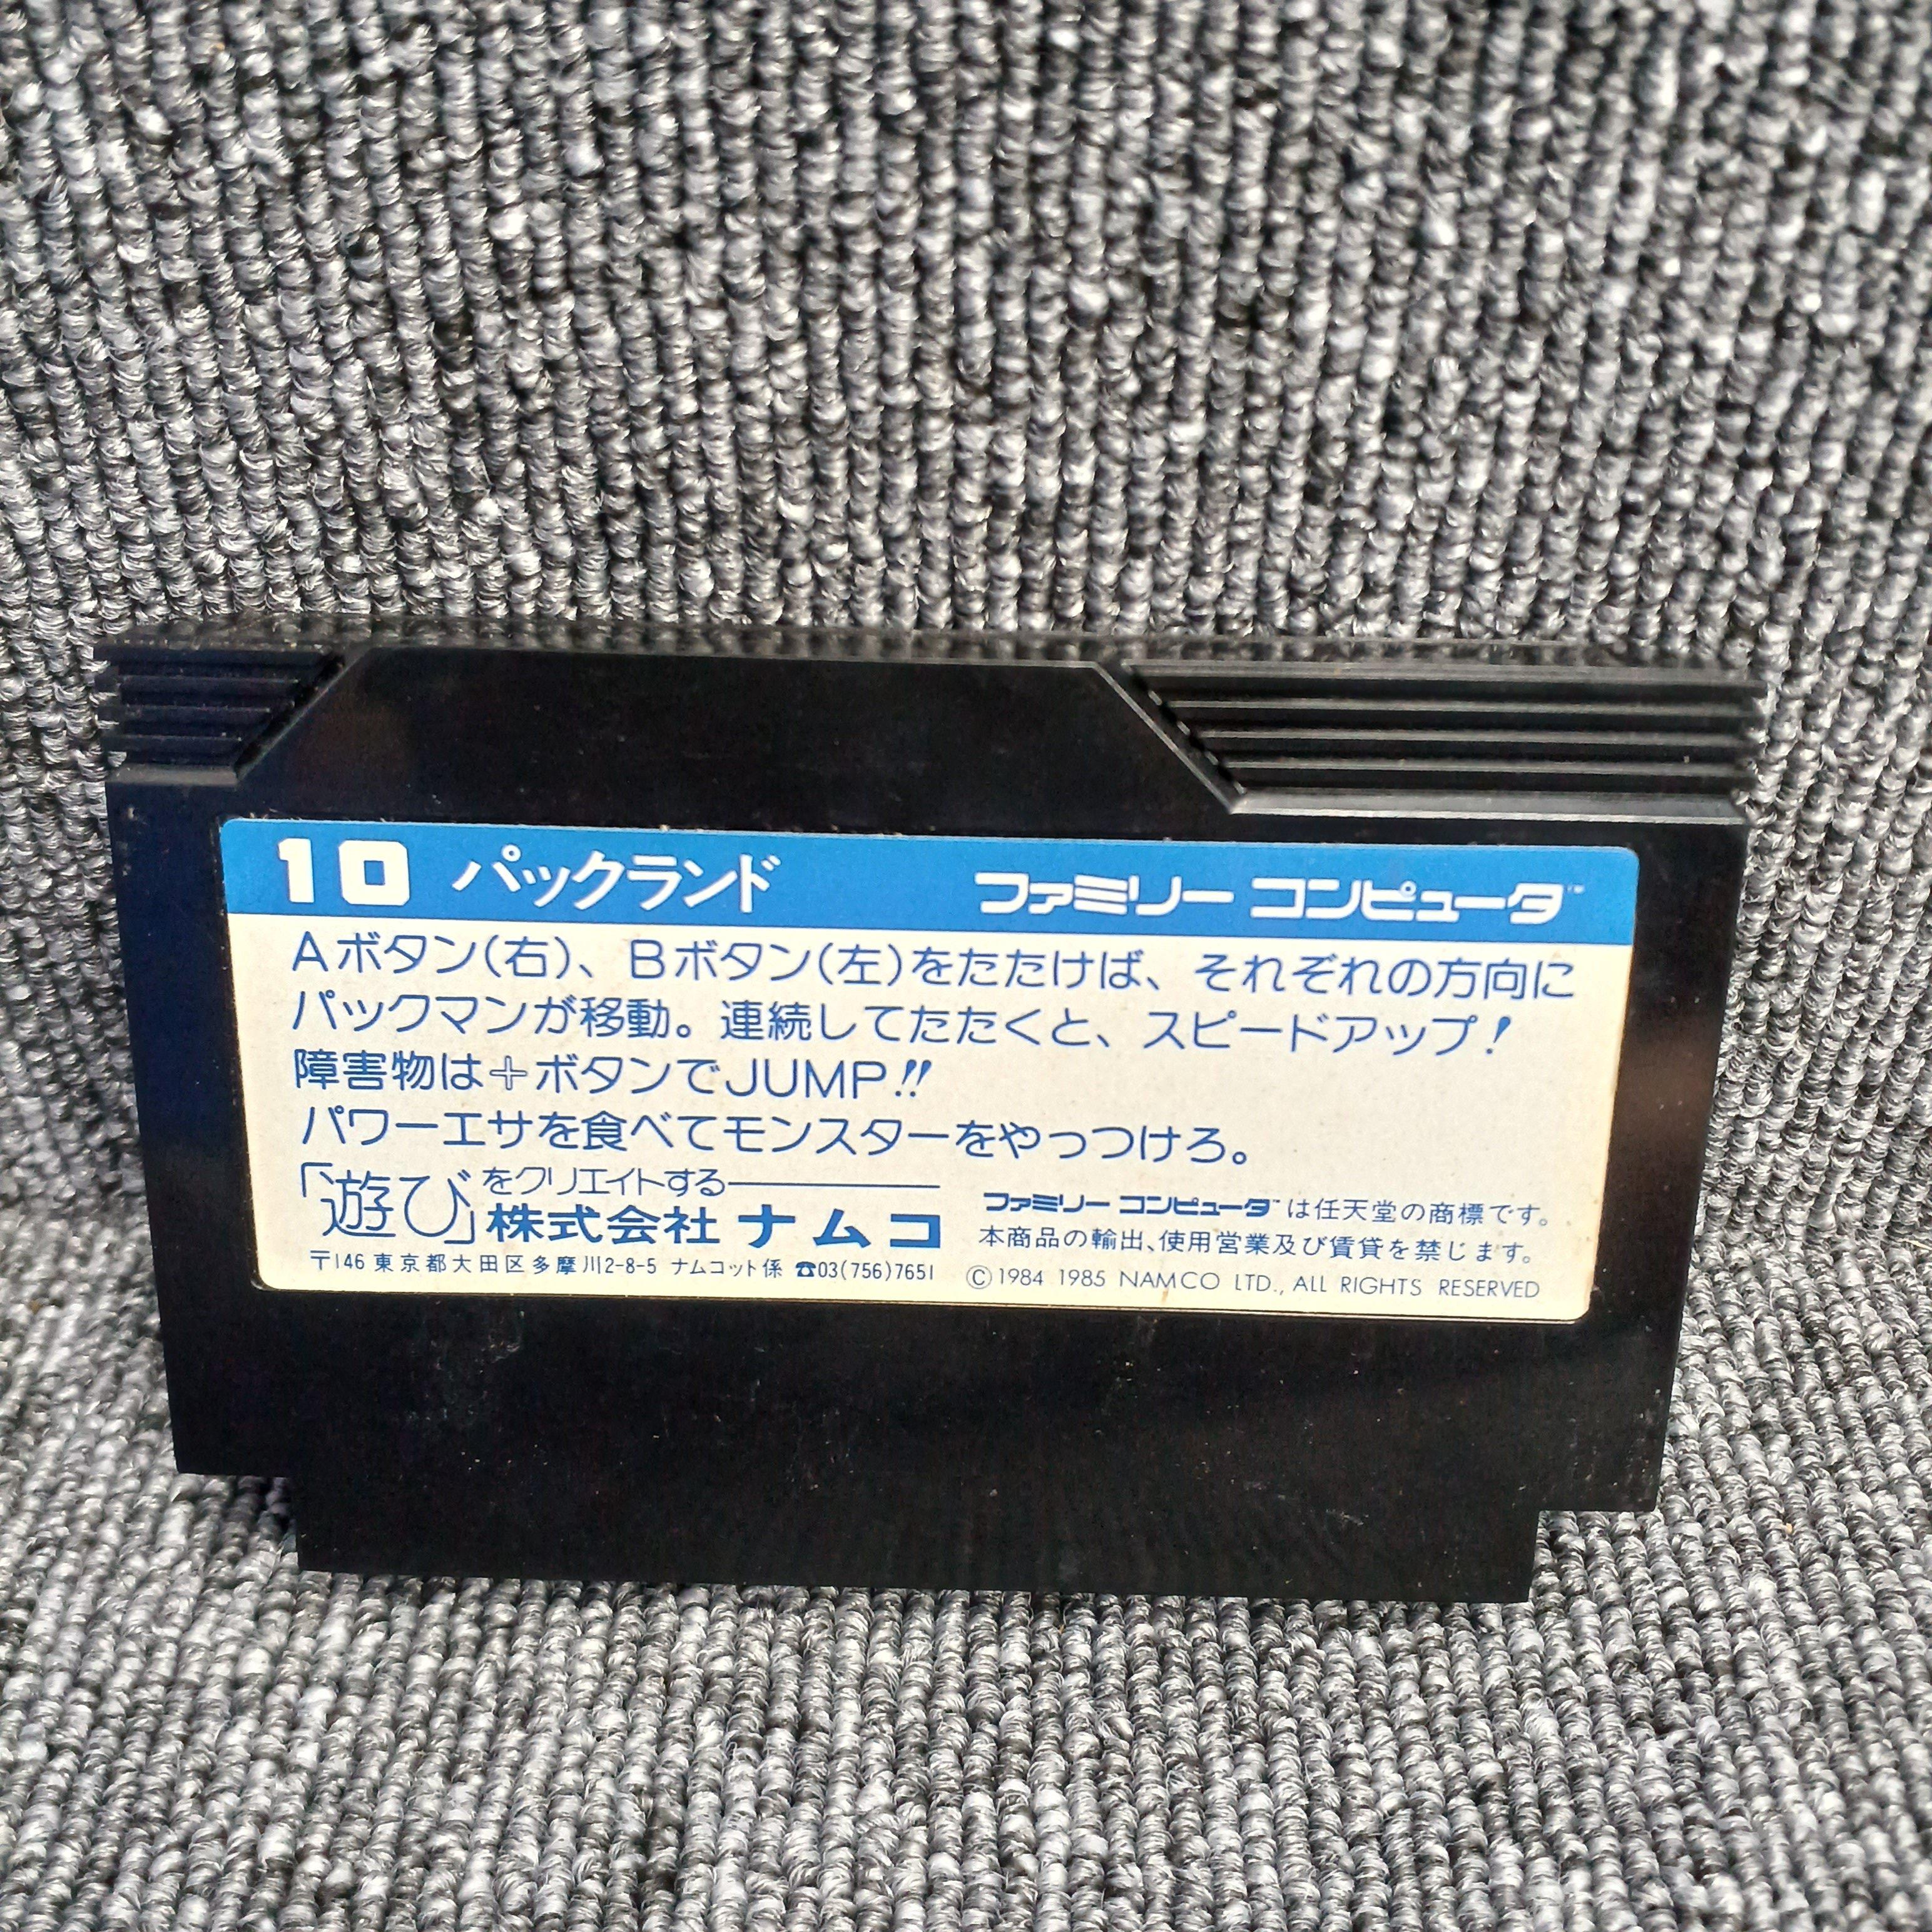 10 パックランド ファミリー コンピュータ™
Aボタン(右)、Bボタン(左)をたたけば、それぞれの方向に
パックマンが移動。連続してたたくと、スピードアップ!
障害物は+ボタンでJUMP!!
パワーエサを食べてモンスターをやっつけろ。
「遊び」をクリエイトする
株式会社 ナムコ
〒146 東京都大田区多摩川2-8-5 ナムコット係 ☎03(756)7651
ファミリー コンピュータ™は任天堂の商標です。
本商品の輸出、使用営業及び賃貸を禁じます。
©1984 1985 NAMCO LTD., ALL RIGHTS RESERVED